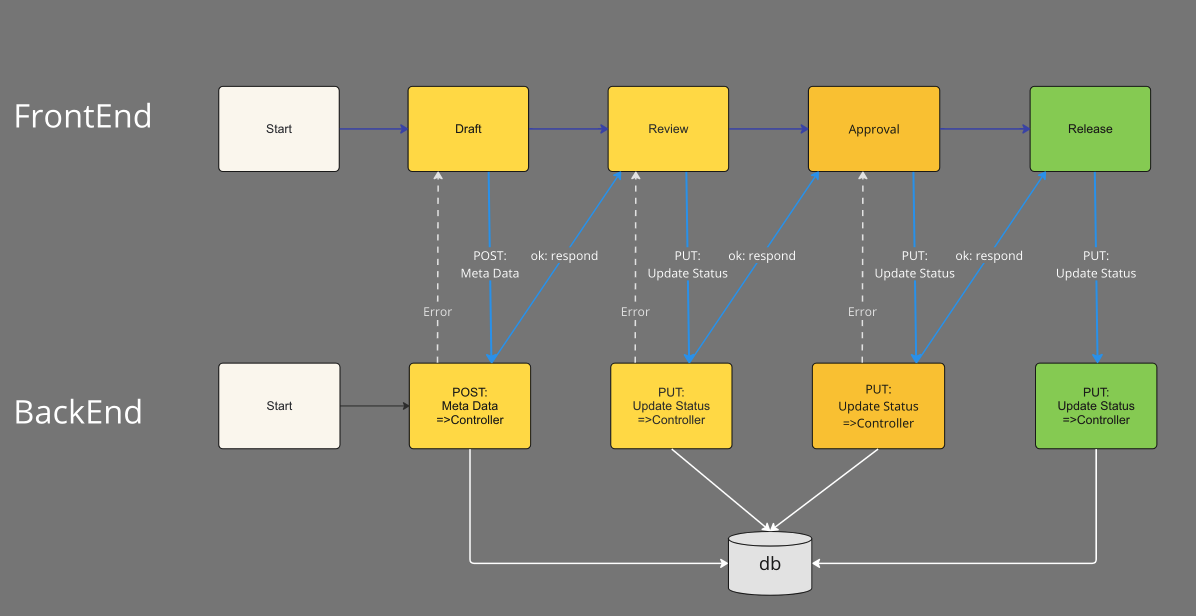 FrontEnd
Start
Draft
Review
Approval
Release
POST:
Meta Data
ok: respond
PUT:
Update Status
ok: respond
PUT:
Update Status
ok: respond
PUT:
Update Status
Error
Error
Error
BackEnd
Start
POST:
Meta Data
=>Controller
PUT:
Update Status
=>Controller
PUT:
Update Status
=>Controller
PUT:
Update Status
=>Controller
db